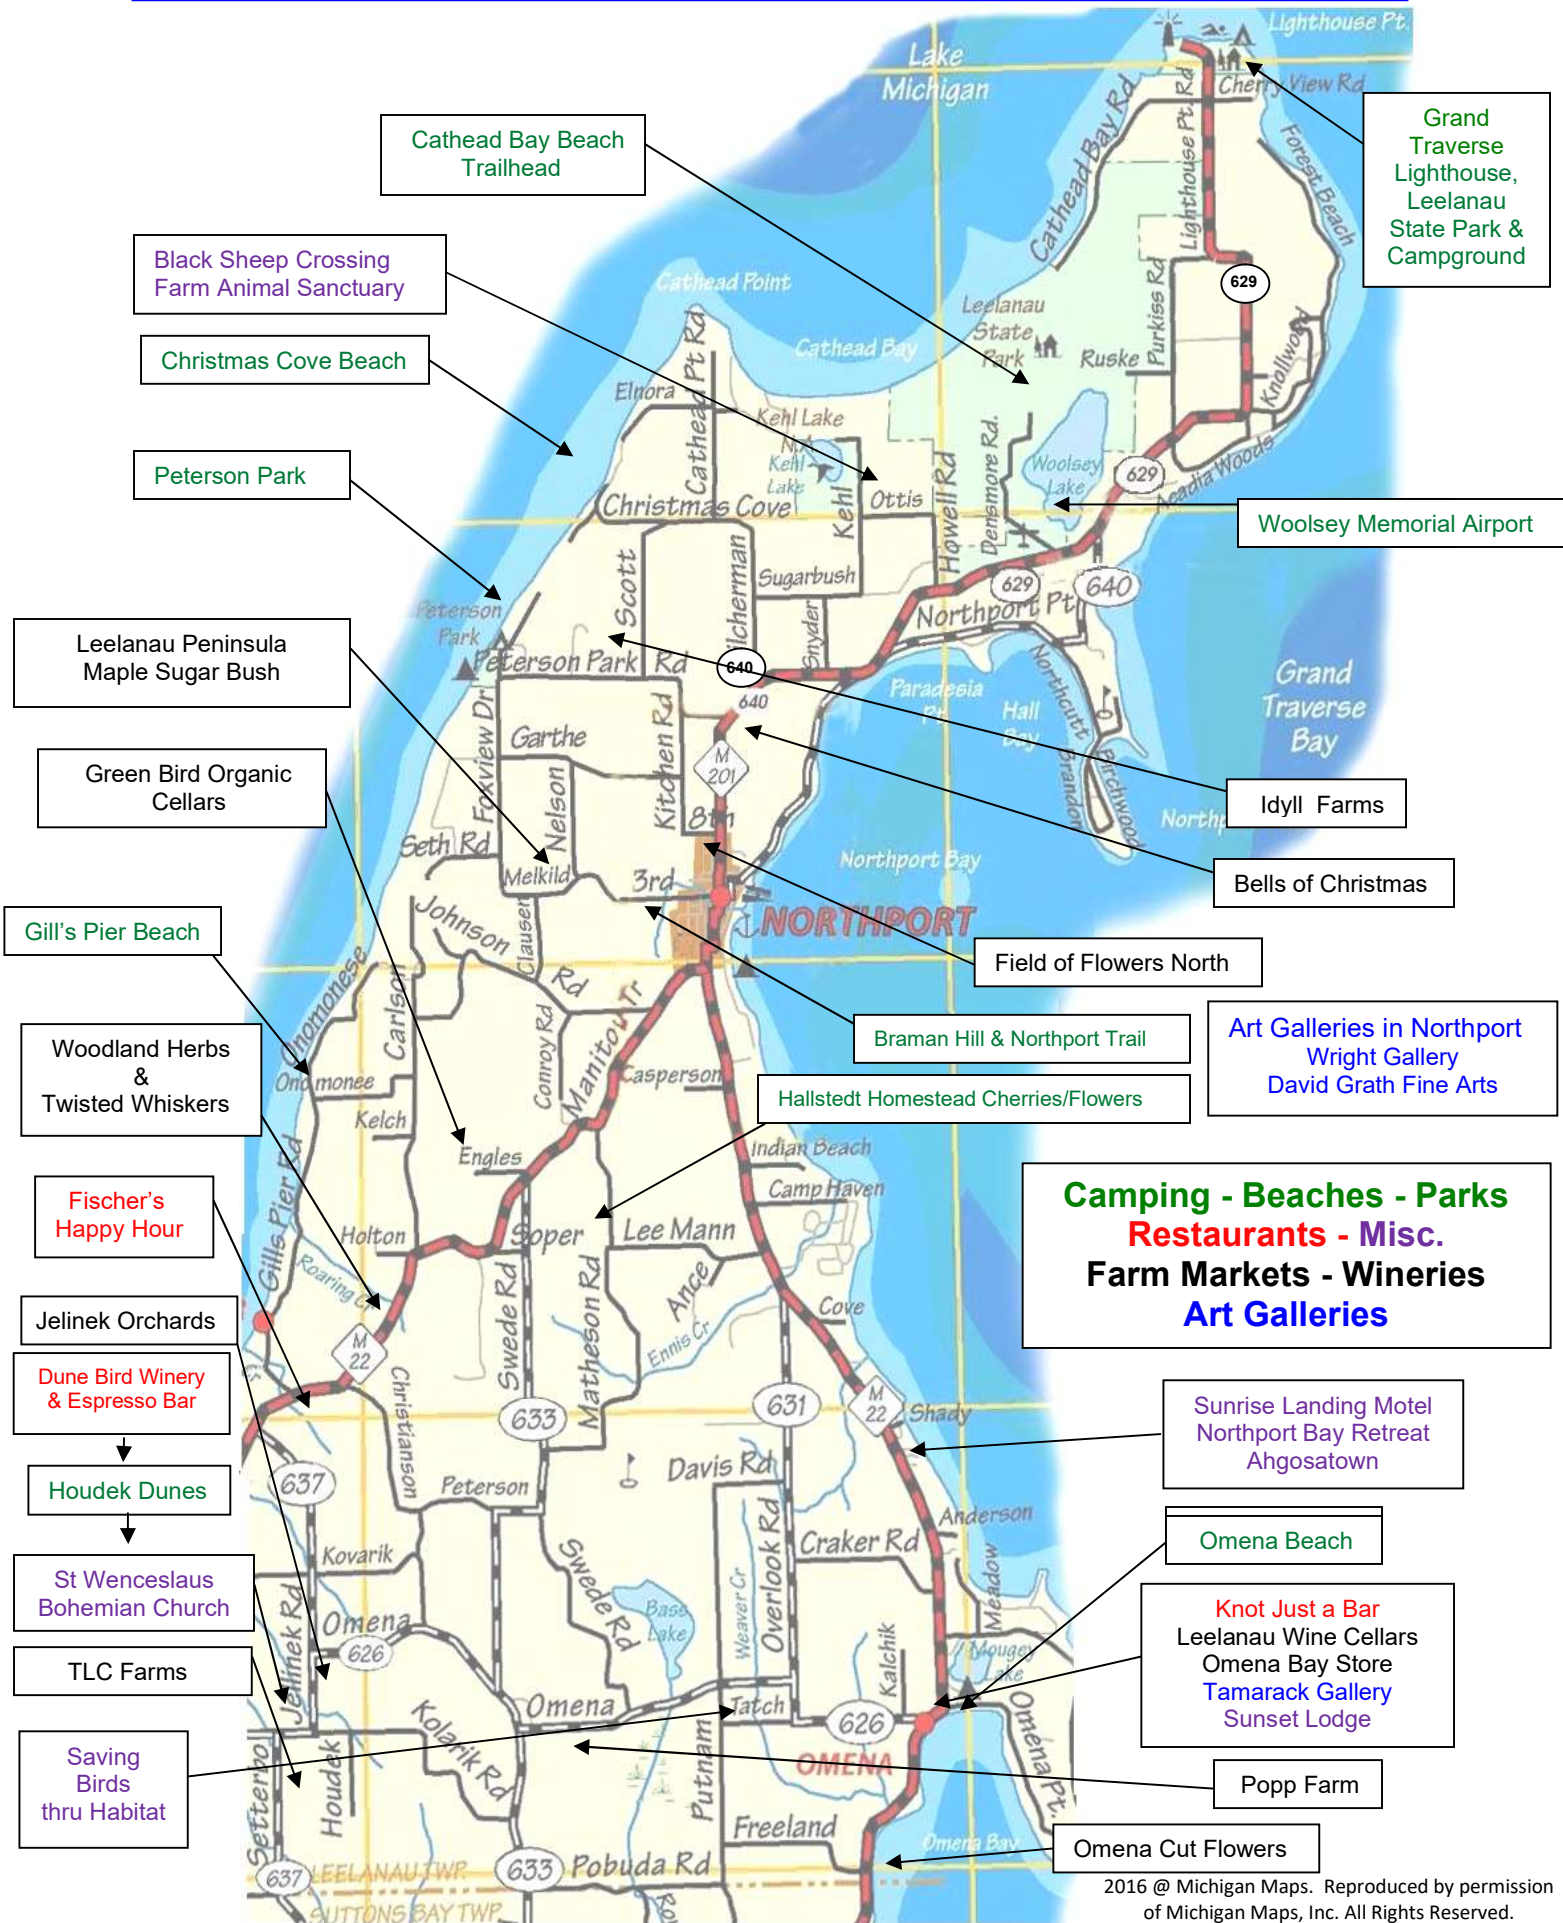 Lighthouse Pt.
Lake
Michigan
Cherry View Rd
Cathead Bay Rd
Lighthouse Pt. Rd
Forest Beach
Grand
Traverse
Lighthouse,
Leelanau
State Park &
Campground
Cathead Bay Beach
Trailhead
Black Sheep Crossing
Farm Animal Sanctuary
Cathead Point
629
Purkiss Rd
Leelanau
State
Park
Ruske
Knollwood
Christmas Cove Beach
Cathead Bay
Cathead Pt Rd
Elnora
Kehl Lake
N.A.
Kehl
Lake
Peterson Park
Christmas Cove
Kehl
Ottis
Howell Rd
Densmore Rd.
Woolsey
Lake
629
Acadia Woods
Woolsey Memorial Airport
Scott
Sugarbush
Snyder
629
640
Northport Pt
Peterson
Park
Leelanau Peninsula
Maple Sugar Bush
Peterson Park Rd
640
640
Paradesia
Pt.
Hall
Bay
Northcutt
Brandon
Birchwood
Grand
Traverse
Bay
Foxview Dr
Garthe
Kitchen Rd
M
201
Green Bird Organic
Cellars
Nelson
8th
Idyll Farms
Seth Rd
Melkild
3rd
Northport Bay
Bells of Christmas
Johnson
Rd
Clausen
NORTHPORT
Gill's Pier Beach
Field of Flowers North
Onomonese
Carlson
Conroy Rd
Manitou Tr
Braman Hill & Northport Trail
Art Galleries in Northport
Wright Gallery
David Grath Fine Arts
Woodland Herbs
&
Twisted Whiskers
Casperson
Kelch
Hallstedt Homestead Cherries/Flowers
Engles
Indian Beach
Camp Haven
Gills Pier Rd
Fischer's
Happy Hour
Holton
Soper
Lee Mann
Camping - Beaches - Parks
Restaurants - Misc.
Farm Markets - Wineries
Art Galleries
Roaring Cr
Swede Rd
Matheson Rd
Ance
Ennis Cr
Cove
Jelinek Orchards
M
22
Dune Bird Winery
& Espresso Bar
Christianson
633
631
M
22
Shady
Sunrise Landing Motel
Northport Bay Retreat
Ahgosatown
637
Houdek Dunes
Peterson
Davis Rd
Anderson
Craker Rd
Overlook Rd
Meadow
Omena Beach
Kovarik
Swede Rd
St Wenceslaus
Bohemian Church
Jelinek Rd
Omena
626
Bass
Lake
Weaver Cr
Kalchik
Mougey
Lake
Knot Just a Bar
Leelanau Wine Cellars
Omena Bay Store
Tamarack Gallery
Sunset Lodge
TLC Farms
Kolarik Rd
Omena
Tatch
626
Omena Pt.
Saving
Birds
thru Habitat
Setterbo
Houdek
Putnam
OMENA
Popp Farm
Freeland
Omena Bay
Omena Cut Flowers
637
LEELANAU TWP.
633
Pobuda Rd
SUTTONS BAY TWP.
2016 @ Michigan Maps. Reproduced by permission
of Michigan Maps, Inc. All Rights Reserved.